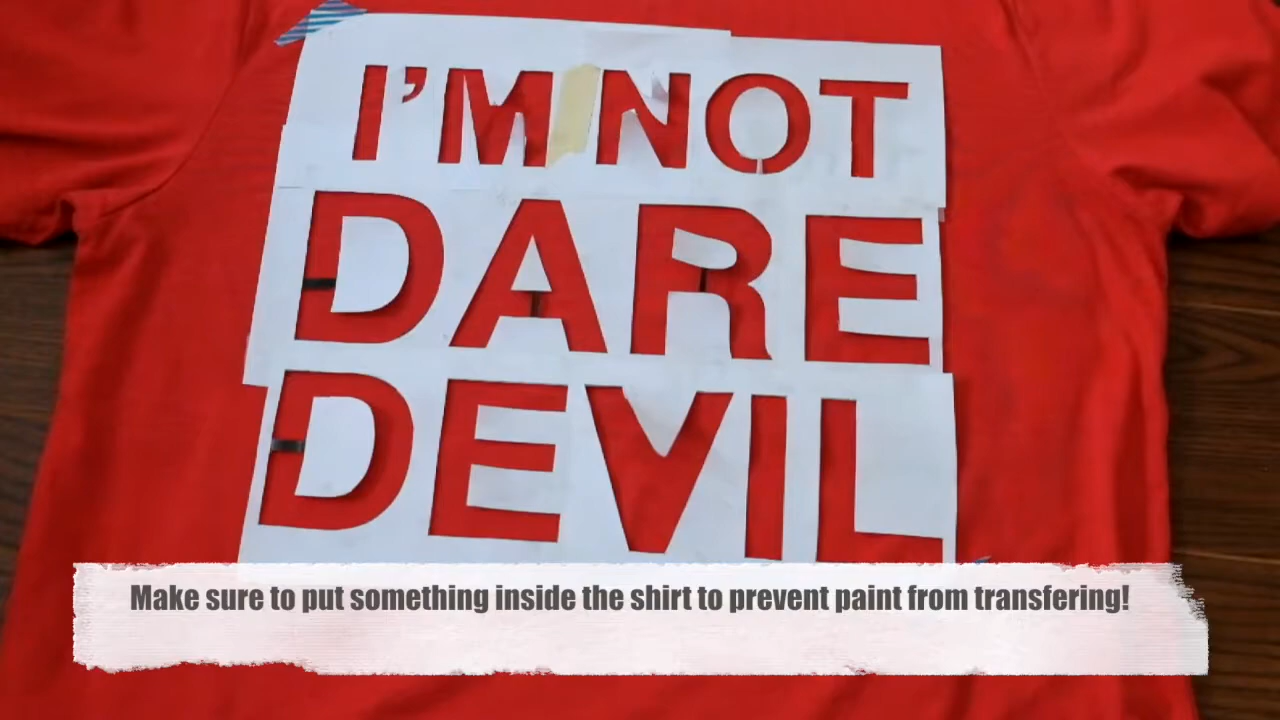 I'M NOT
DARE
DEVIL
Make sure to put something inside the shirt to prevent paint from transfering!